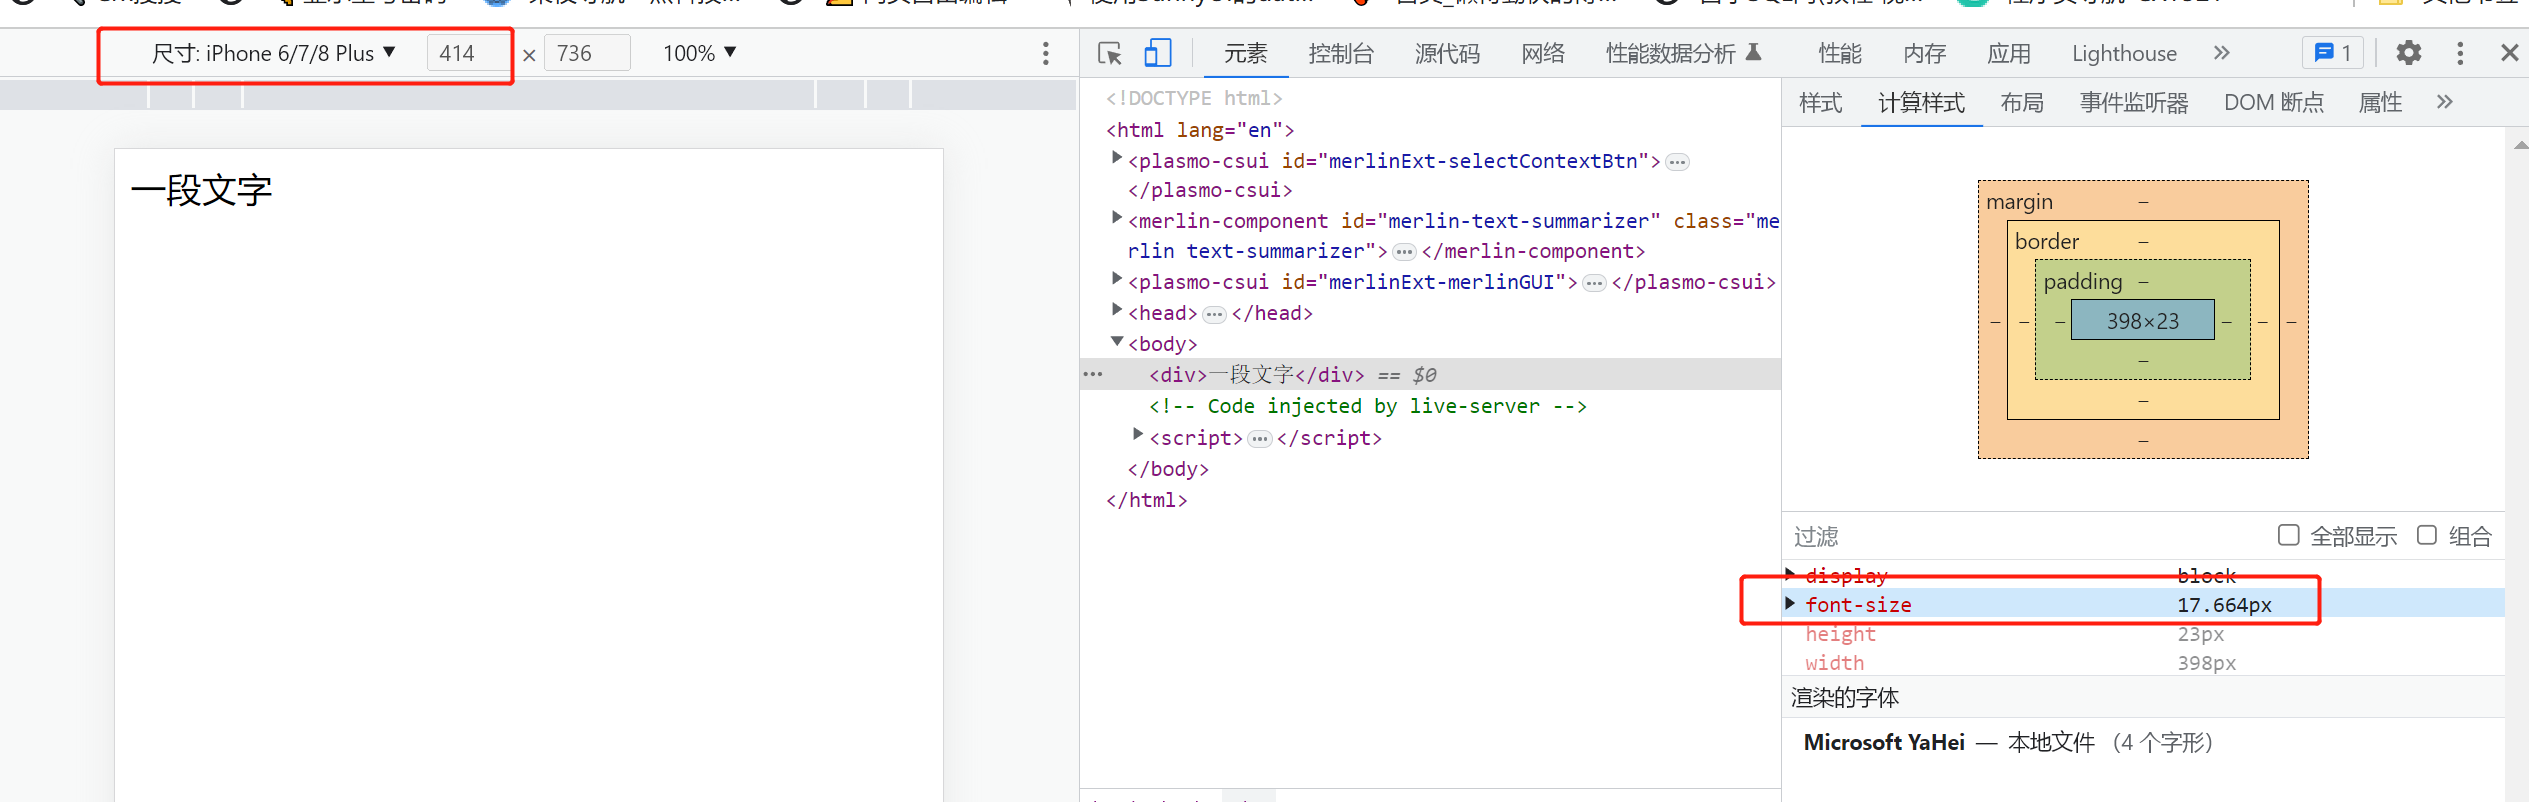 尺寸: iPhone 6/7/8 Plus ▼ 414 × 736 100% ▼
元素 控制台 源代码 网络 性能数据分析 性能 内存 应用 Lighthouse » 1
样式 计算样式 布局 事件监听器 DOM 断点 属性 »
一段文字
<!DOCTYPE html>
<html lang="en">
<plasmo-csui id="merlinExt-selectContextBtn">…
</plasmo-csui>
<merlin-component id="merlin-text-summarizer" class="me
rlin text-summarizer">…</merlin-component>
<plasmo-csui id="merlinExt-merlinGUI">…</plasmo-csui>
<head>…</head>
<body>
<div>一段文字</div> == $0
<!-- Code injected by live-server -->
<script>…</script>
</body>
</html>
margin –
border –
padding –
– – – 398×23 – – –
–
–
–
过滤 全部显示 组合
display block
font-size 17.664px
height 23px
width 398px
渲染的字体
Microsoft YaHei — 本地文件 (4 个字形)